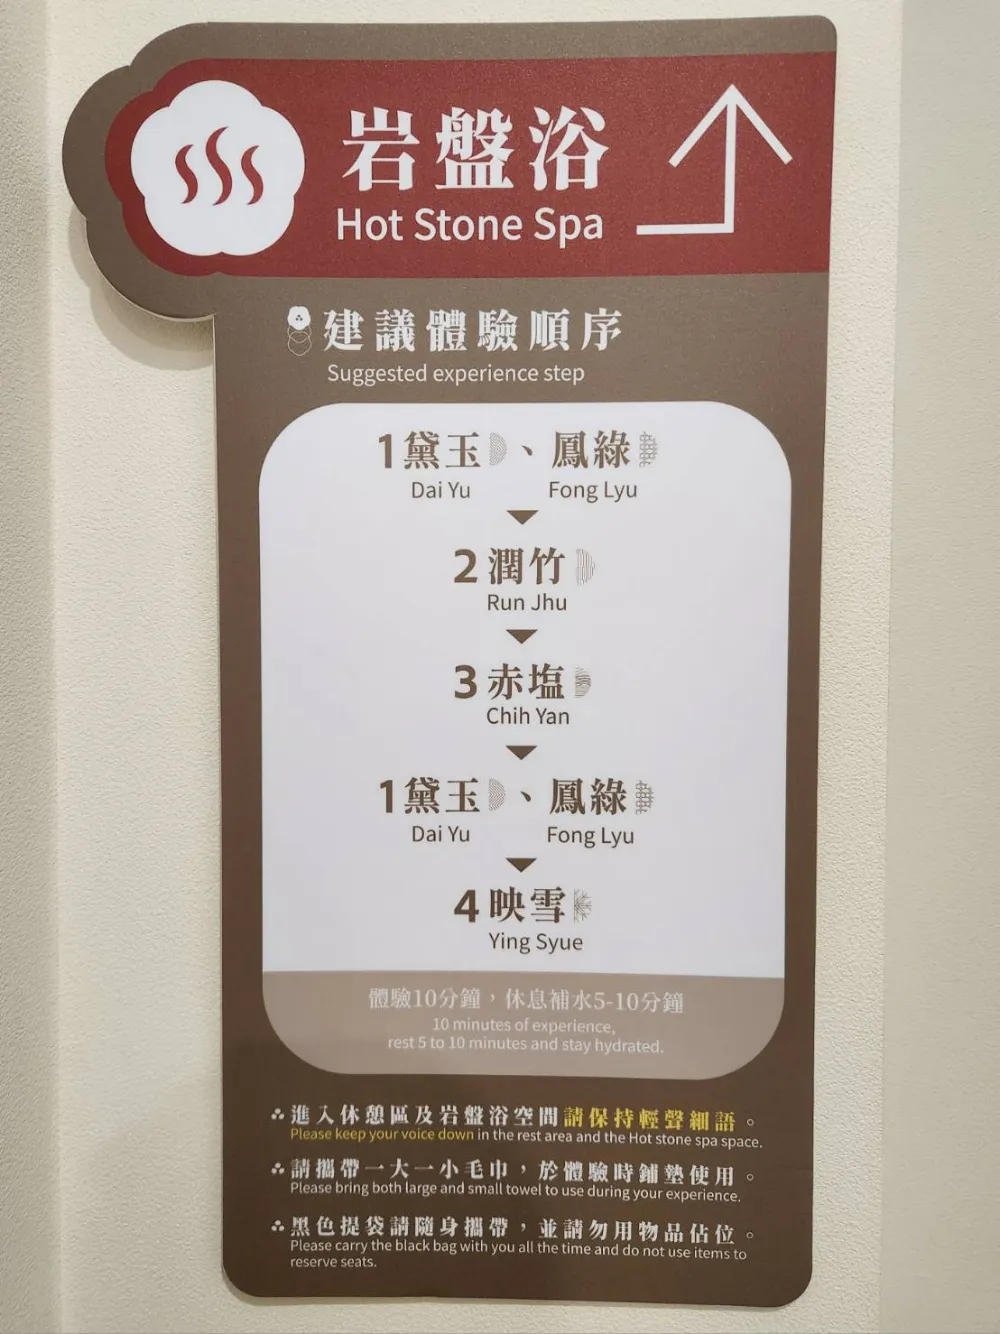 岩盤浴
Hot Stone Spa
建議體驗順序
Suggested experience step
1 黛玉、鳳綠
Dai Yu Fong Lyu
2 潤竹
Run Jhu
3 赤塩
Chih Yan
1 黛玉、鳳綠
Dai Yu Fong Lyu
4 映雪
Ying Syue
體驗10分鐘，休息補水5-10分鐘
10 minutes of experience,
rest 5 to 10 minutes and stay hydrated.
進入休憩區及岩盤浴空間請保持輕聲細語。
Please keep your voice down in the rest area and the Hot stone spa space.
請攜帶一大一小毛巾，於體驗時鋪墊使用。
Please bring both large and small towel to use during your experience.
黑色提袋請隨身攜帶，並請勿用物品佔位。
Please carry the black bag with you all the time and do not use items to
reserve seats.